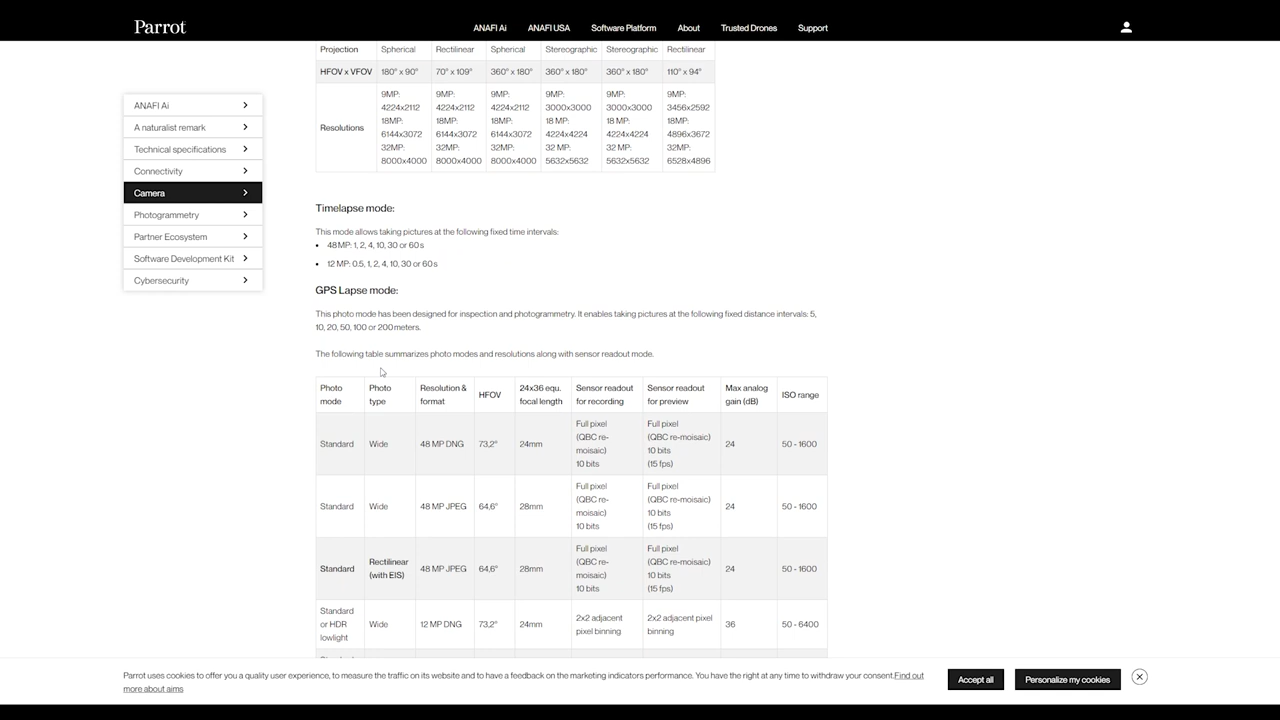 Parrot
ANAFI Ai
ANAFI USA
Software Platform
About
Trusted Drones
Support
ANAFI Ai
A naturalist remark
Technical specifications
Connectivity
Camera
Photogrammetry
Partner Ecosystem
Software Development Kit
Cybersecurity
Projection Spherical Rectilinear Spherical Stereographic Stereographic Rectilinear
HFOV x VFOV 180° x 90° 70° x 109° 360° x 180° 360° x 180° 360° x 180° 110° x 94°
Resolutions
9MP:
4224x2112
18MP:
6144x3072
32MP:
8000x4000
9MP:
4224x2112
18MP:
6144x3072
32MP:
8000x4000
9MP:
4224x2112
18MP:
6144x3072
32MP:
8000x4000
9MP:
3000x3000
18 MP:
4224x4224
32 MP:
5632x5632
9MP:
3000x3000
18 MP:
4224x4224
32 MP:
5632x5632
9MP:
3456x2592
18MP:
4896x3672
32MP:
6528x4896
Timelapse mode:
This mode allows taking pictures at the following fixed time intervals:
• 48 MP: 1, 2, 4, 10, 30 or 60 s
• 12 MP: 0.5, 1, 2, 4, 10, 30 or 60 s
GPS Lapse mode:
This photo mode has been designed for inspection and photogrammetry. It enables taking pictures at the following fixed distance intervals: 5,
10, 20, 50, 100 or 200 meters.
The following table summarizes photo modes and resolutions along with sensor readout mode.
Photo
mode
Photo
type
Resolution &
format
HFOV
24x36 equ.
focal length
Sensor readout
for recording
Sensor readout
for preview
Max analog
gain (dB)
ISO range
Standard
Wide
48 MP DNG
73,2°
24mm
Full pixel
(QBC re-
moisaic)
10 bits
Full pixel
(QBC re-moisaic)
10 bits
(15 fps)
24
50 - 1600
Standard
Wide
48 MP JPEG
64,6°
28mm
Full pixel
(QBC re-
moisaic)
10 bits
Full pixel
(QBC re-moisaic)
10 bits
(15 fps)
24
50 - 1600
Standard
Rectilinear
(with EIS)
48 MP JPEG
64,6°
28mm
Full pixel
(QBC re-
moisaic)
10 bits
Full pixel
(QBC re-moisaic)
10 bits
(15 fps)
24
50 - 1600
Standard
or HDR
lowlight
Wide
12 MP DNG
73,2°
24mm
2x2 adjacent
pixel binning
2x2 adjacent pixel
binning
36
50 - 6400
Parrot uses cookies to offer you a quality user experience, to measure the traffic on its website and to have a feedback on the marketing indicators performance. You have the right at any time to withdraw your consent.Find out
more about aims
Accept all
Personalize my cookies